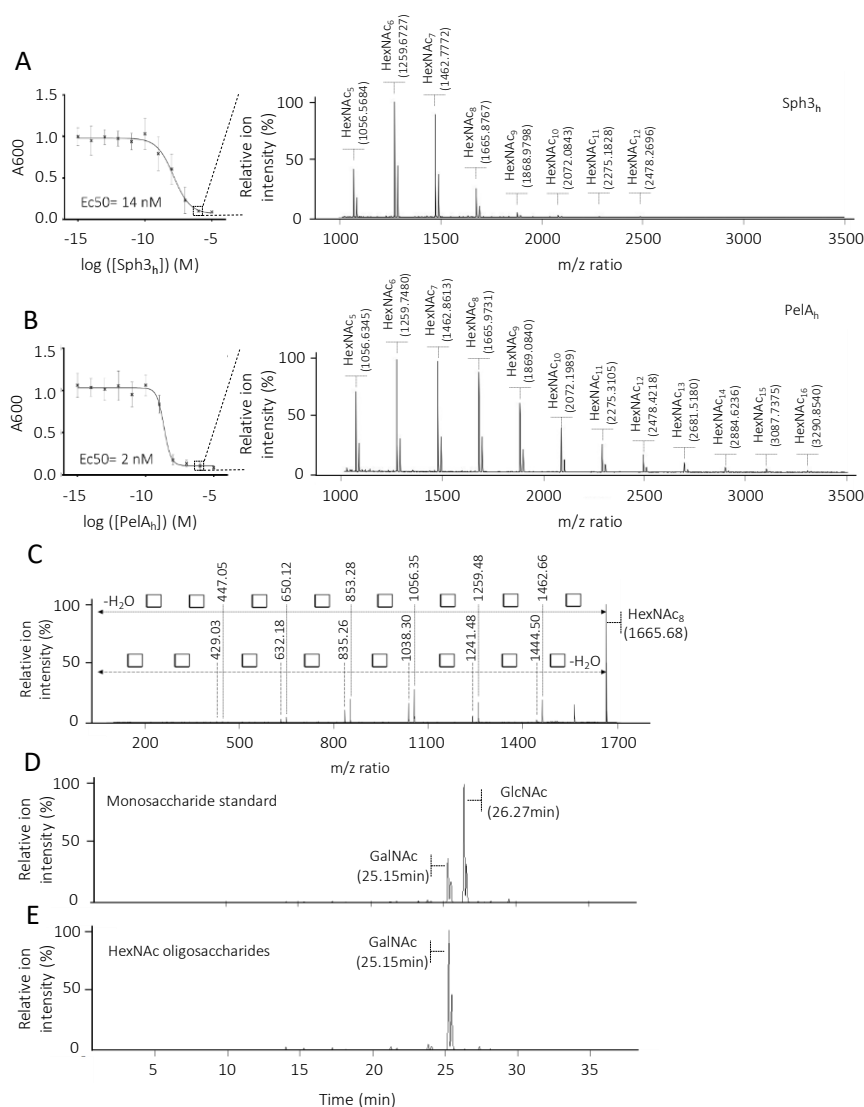 A
1.5
1.0
0.5
0.0
A600
Ec50= 14 nM
-15
-10
-5
log ([Sph3h]) (M)
Relative ion
intensity (%)
100
50
0
HexNAc5
(1056.5684)
HexNAc6
(1259.6727)
HexNAc7
(1462.7772)
HexNAc8
(1665.8767)
HexNAc9
(1868.9798)
HexNAc10
(2072.0843)
HexNAc11
(2275.1828)
HexNAc12
(2478.2696)
Sph3h
1000
1500
2000
2500
3000
3500
m/z ratio
B
1.5
1.0
0.5
0.0
A600
Ec50= 2 nM
-15
-10
-5
log ([PelAh]) (M)
Relative ion
intensity (%)
100
50
0
HexNAc5
(1056.6345)
HexNAc6
(1259.7480)
HexNAc7
(1462.8613)
HexNAc8
(1665.9731)
HexNAc9
(1869.0840)
HexNAc10
(2072.1989)
HexNAc11
(2275.3105)
HexNAc12
(2478.4218)
HexNAc13
(2681.5180)
HexNAc14
(2884.6236)
HexNAc15
(3087.7375)
HexNAc16
(3290.8540)
PelAh
1000
1500
2000
2500
3000
3500
m/z ratio
C
Relative ion
intensity (%)
100
50
0
-H2O
447.05
650.12
853.28
1056.35
1259.48
1462.66
HexNAc8
(1665.68)
429.03
632.18
835.26
1038.30
1241.48
1444.50
-H2O
200
500
800
1100
1400
1700
m/z ratio
D
Relative ion
intensity (%)
100
50
0
Monosaccharide standard
GalNAc
(25.15min)
GlcNAc
(26.27min)
10
20
30
E
Relative ion
intensity (%)
100
50
0
HexNAc oligosaccharides
GalNAc
(25.15min)
5
10
15
20
25
30
35
Time (min)